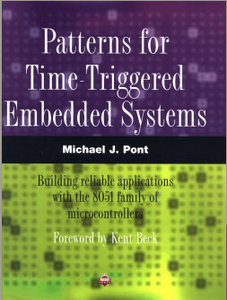 Patterns for
Time-Triggered
Embedded Systems
Michael J. Pont
Building reliable applications
with the 8051 family of
microcontrollers
Foreword by Kent Beck